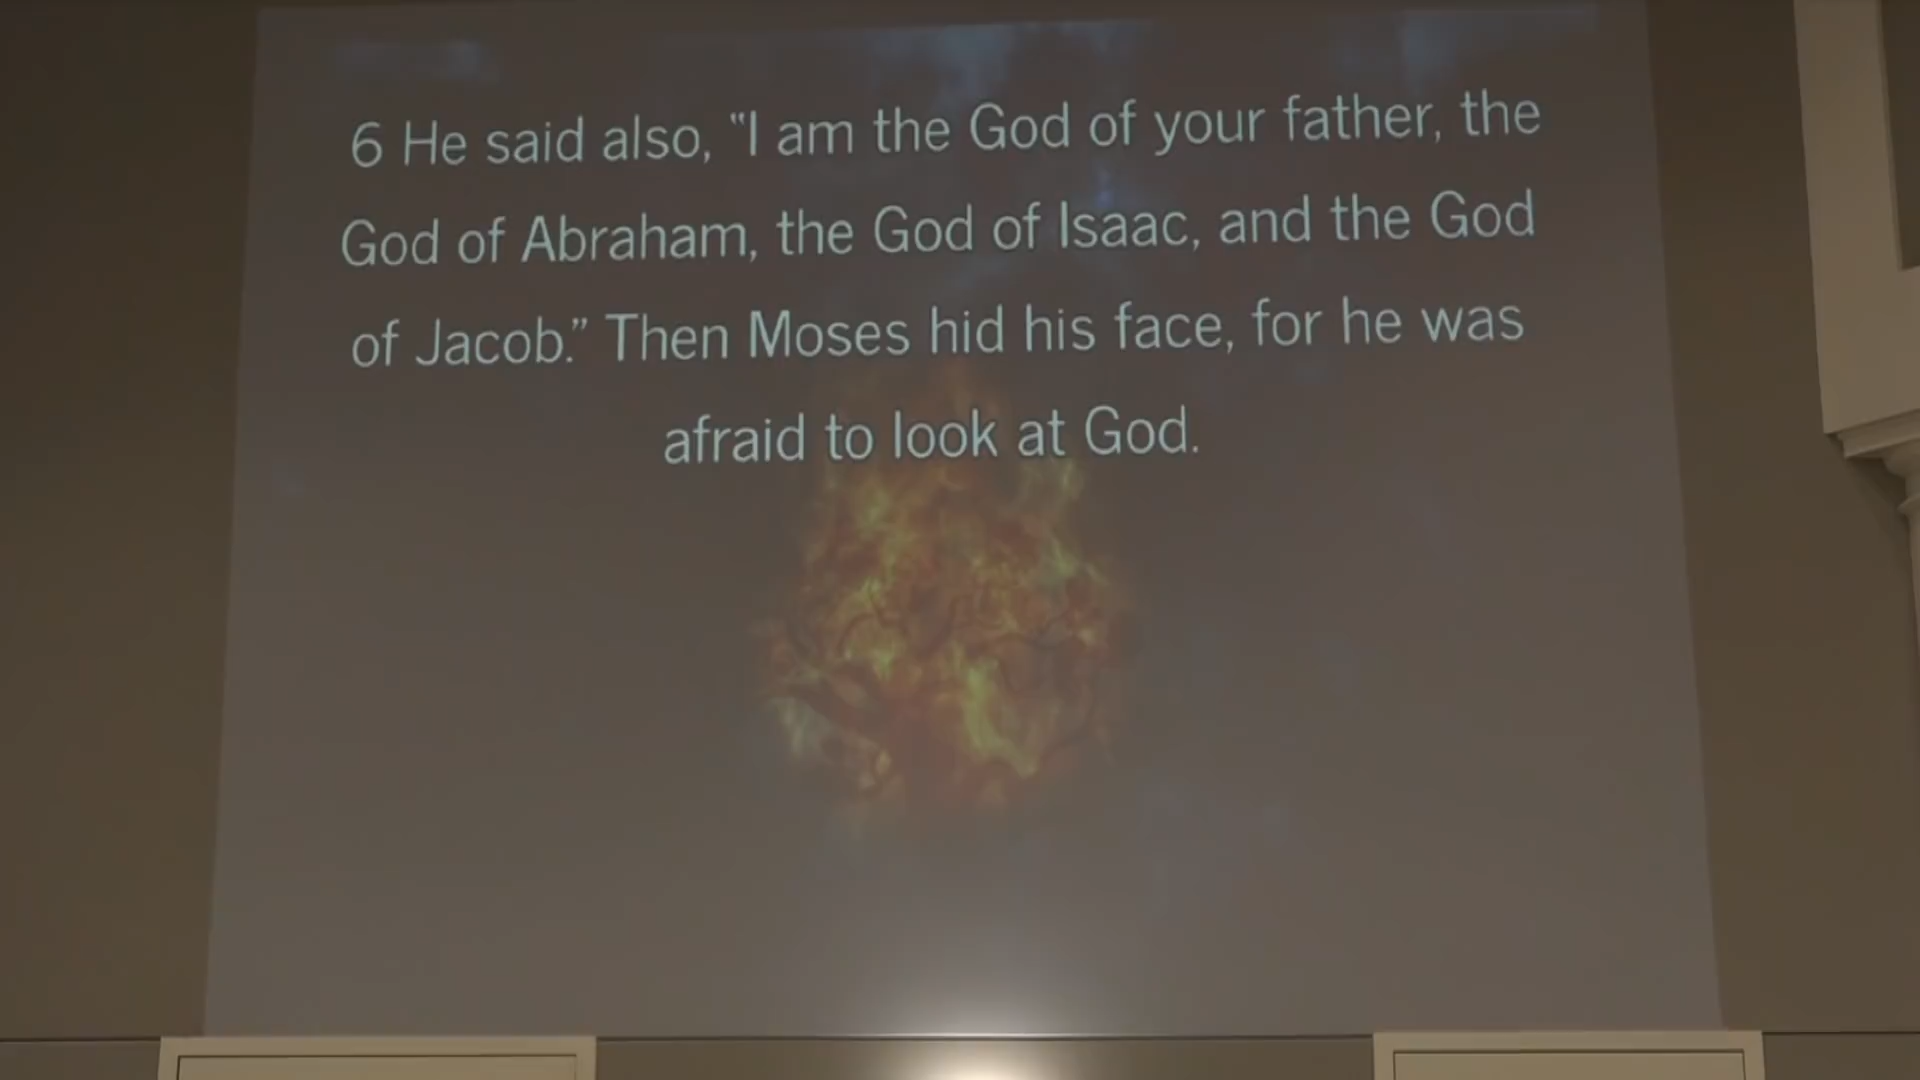 6 He said also, “I am the God of your father, the
God of Abraham, the God of Isaac, and the God
of Jacob.” Then Moses hid his face, for he was
afraid to look at God.